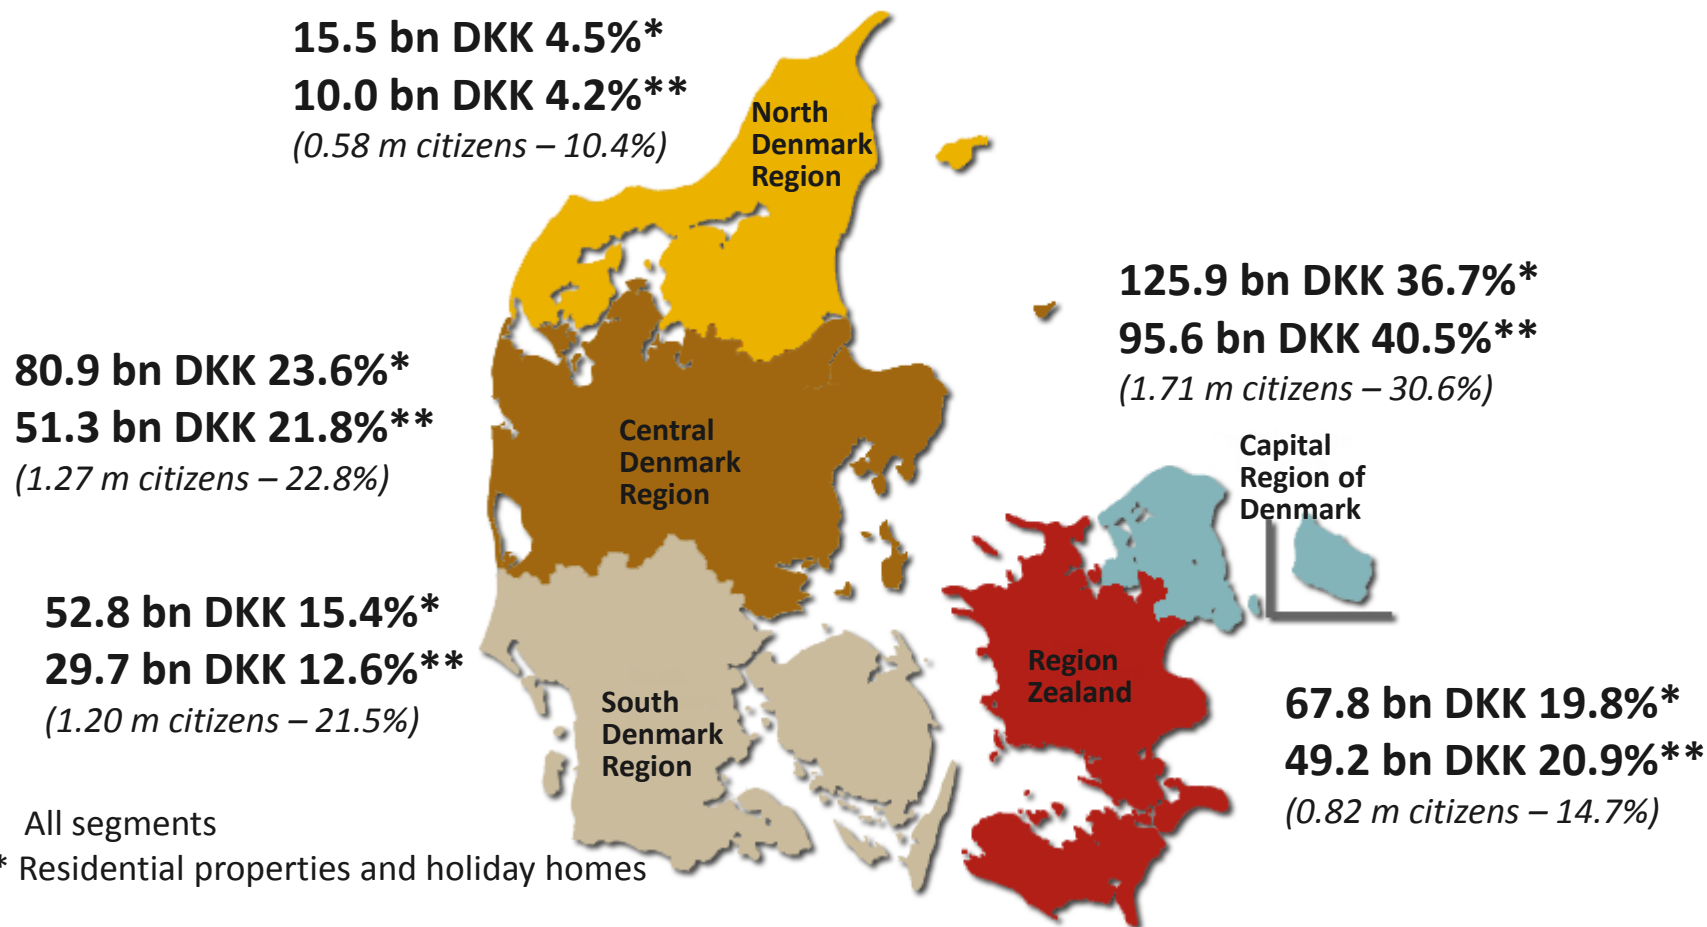 15.5 bn DKK 4.5%*
10.0 bn DKK 4.2%**
(0.58 m citizens – 10.4%)
North
Denmark
Region
125.9 bn DKK 36.7%*
95.6 bn DKK 40.5%**
(1.71 m citizens – 30.6%)
80.9 bn DKK 23.6%*
51.3 bn DKK 21.8%**
(1.27 m citizens – 22.8%)
Central
Denmark
Region
Capital
Region of
Denmark
52.8 bn DKK 15.4%*
29.7 bn DKK 12.6%**
(1.20 m citizens – 21.5%)
South
Denmark
Region
Region
Zealand
67.8 bn DKK 19.8%*
49.2 bn DKK 20.9%**
(0.82 m citizens – 14.7%)
All segments
* Residential properties and holiday homes